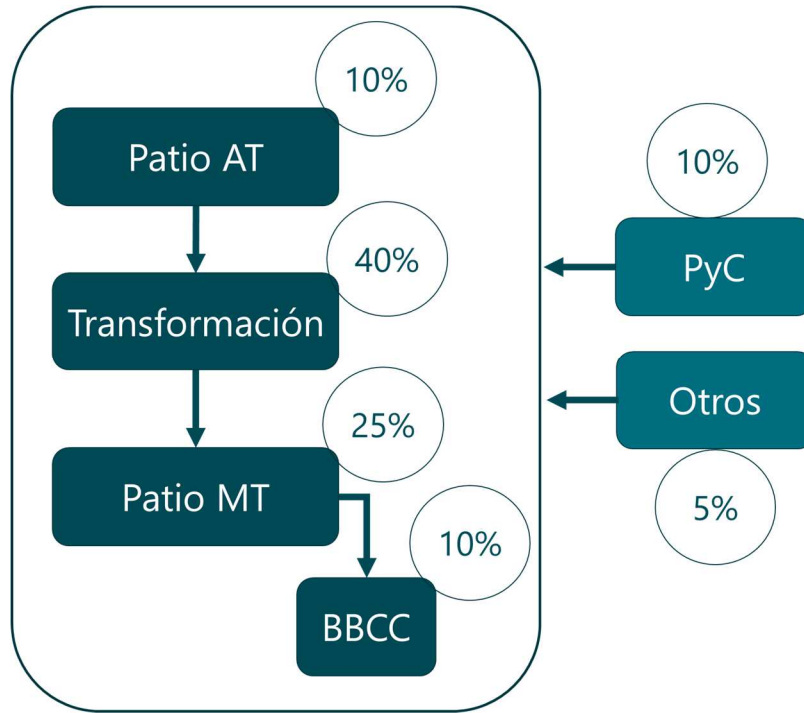 10%
Patio AT
40%
Transformación
25%
Patio MT
10%
BBCC
10%
PyC
Otros
5%